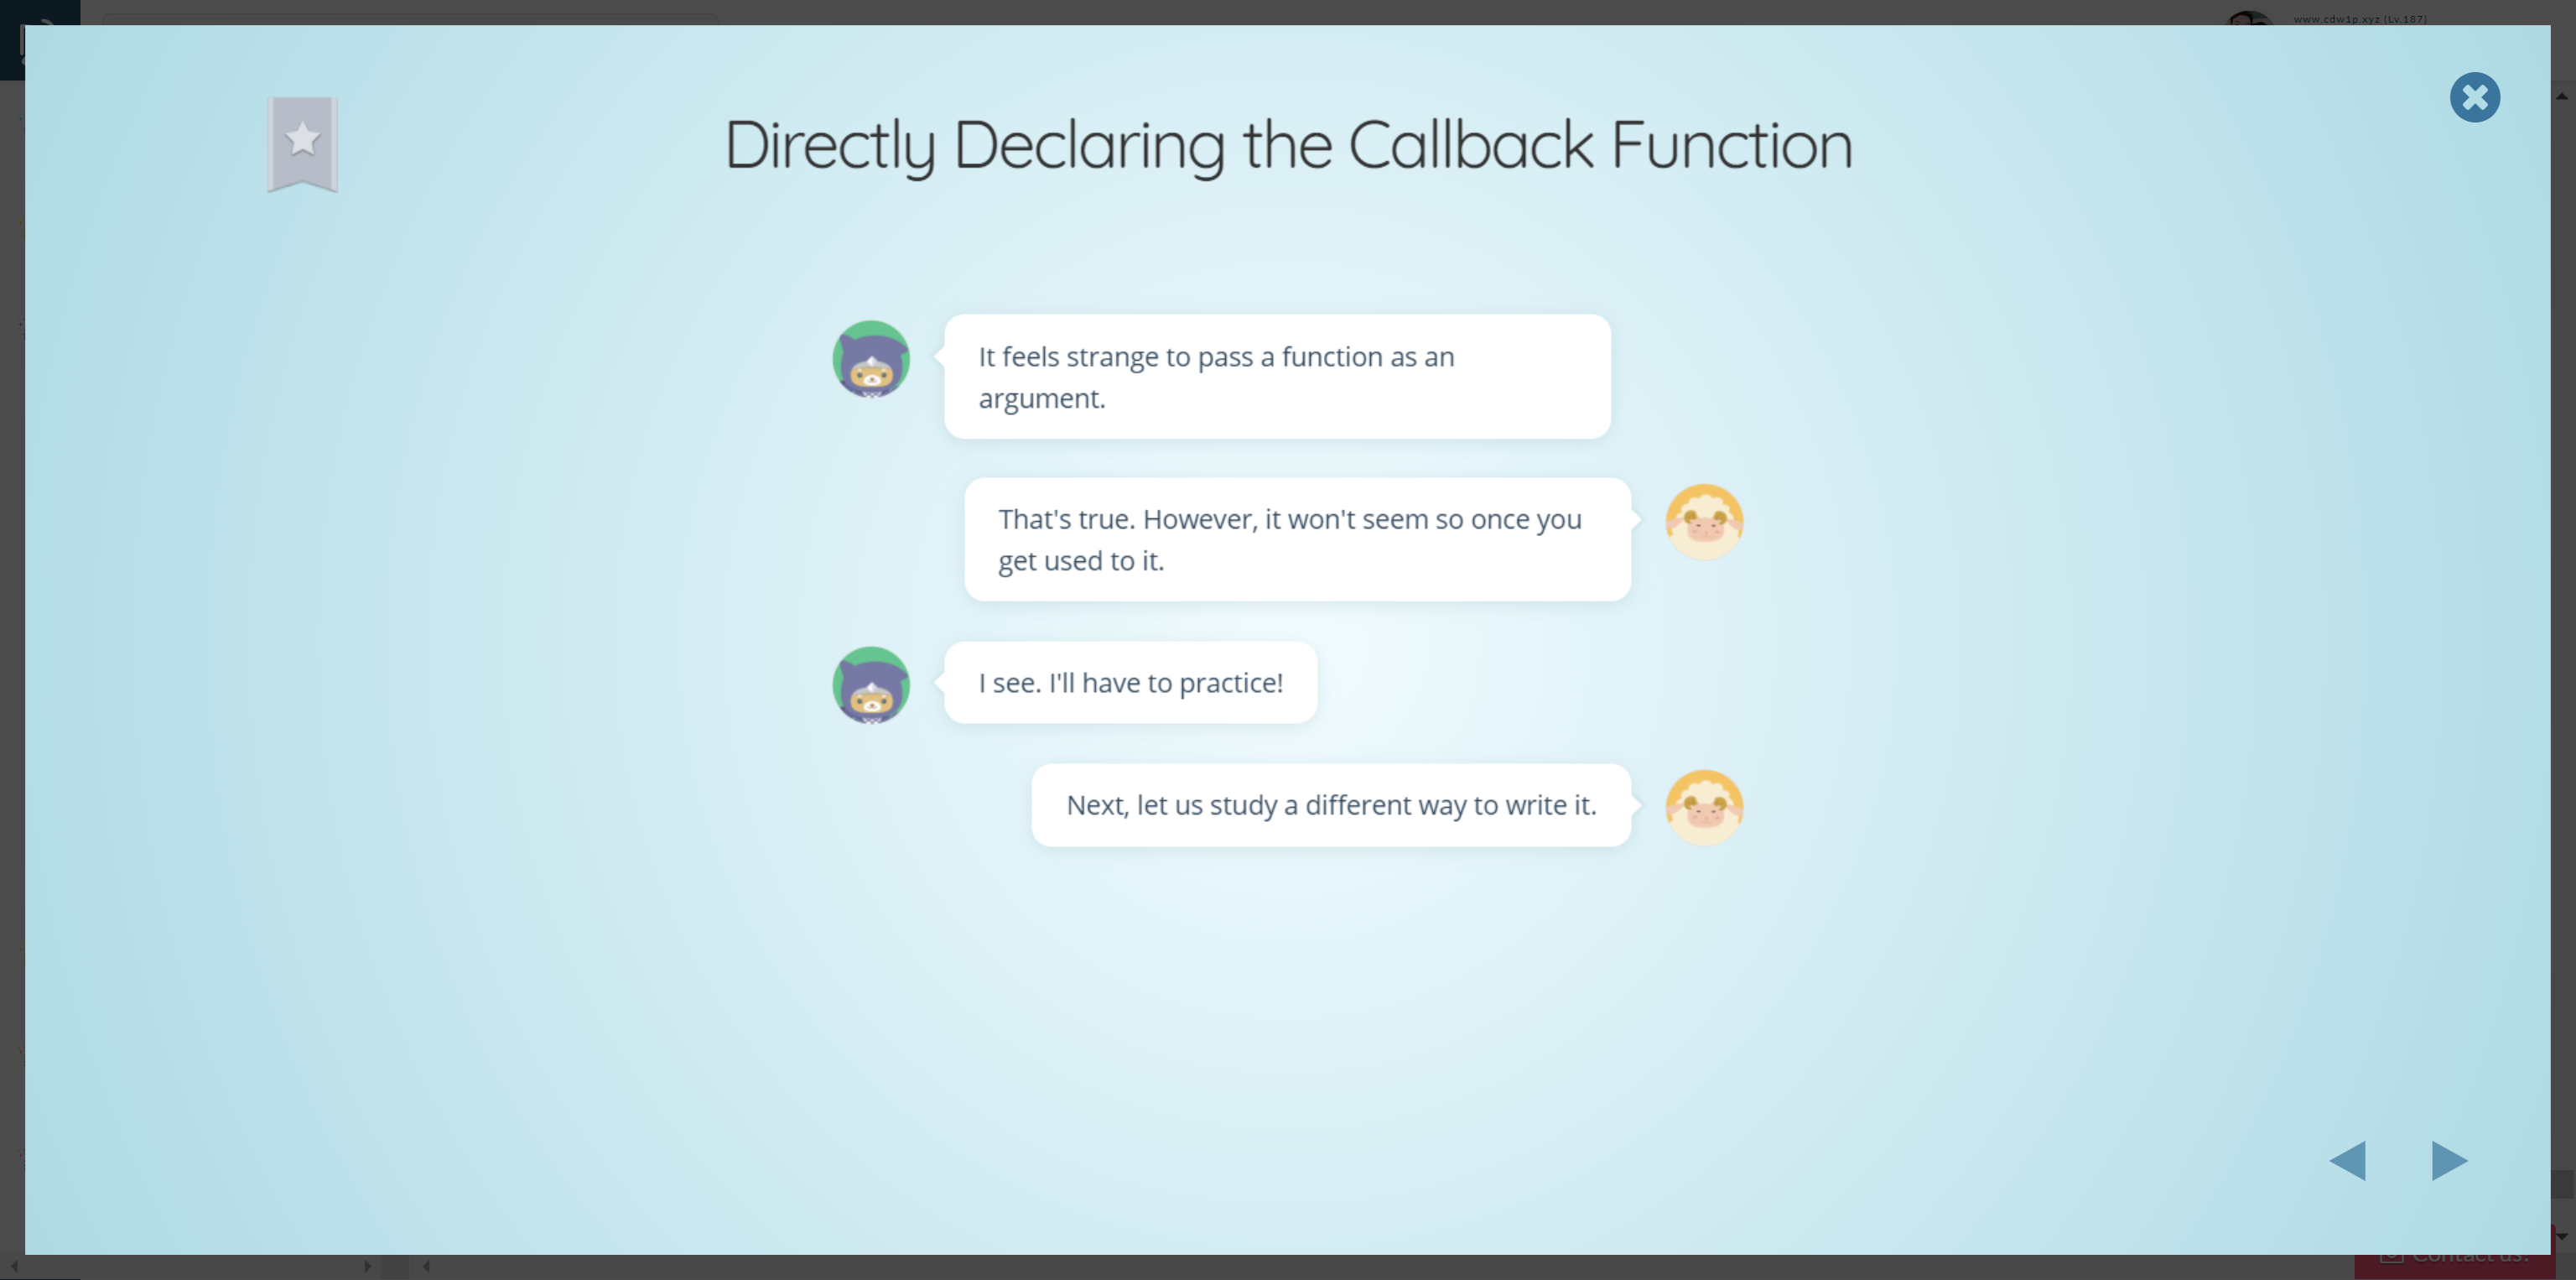 www.cdw1p.xyz (Lv.187)
Directly Declaring the Callback Function
It feels strange to pass a function as an
argument.
That's true. However, it won't seem so once you
get used to it.
I see. I'll have to practice!
Next, let us study a different way to write it.
Contact us!